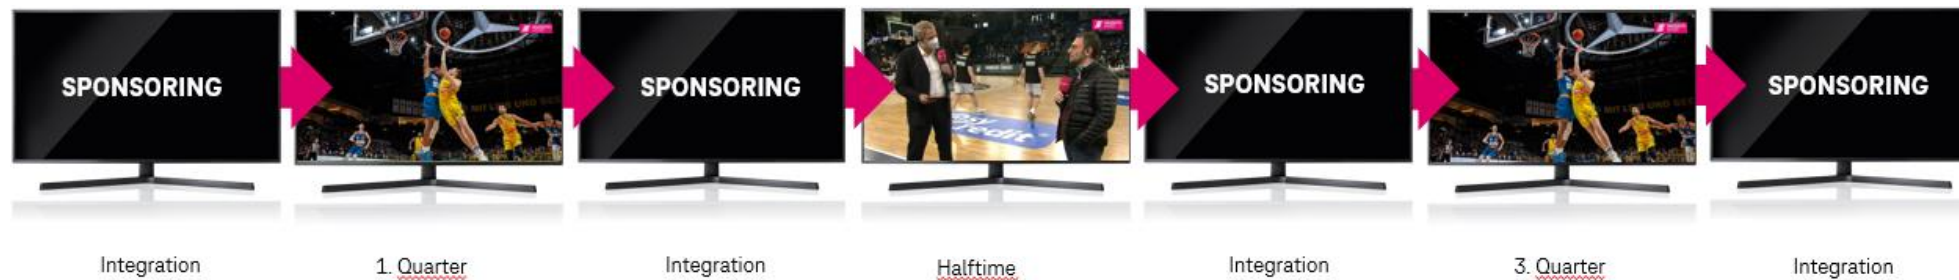 SPONSORING
SPONSORING
SPONSORING
SPONSORING
Integration
1. Quarter
Integration
Halftime
Integration
3. Quarter
Integration